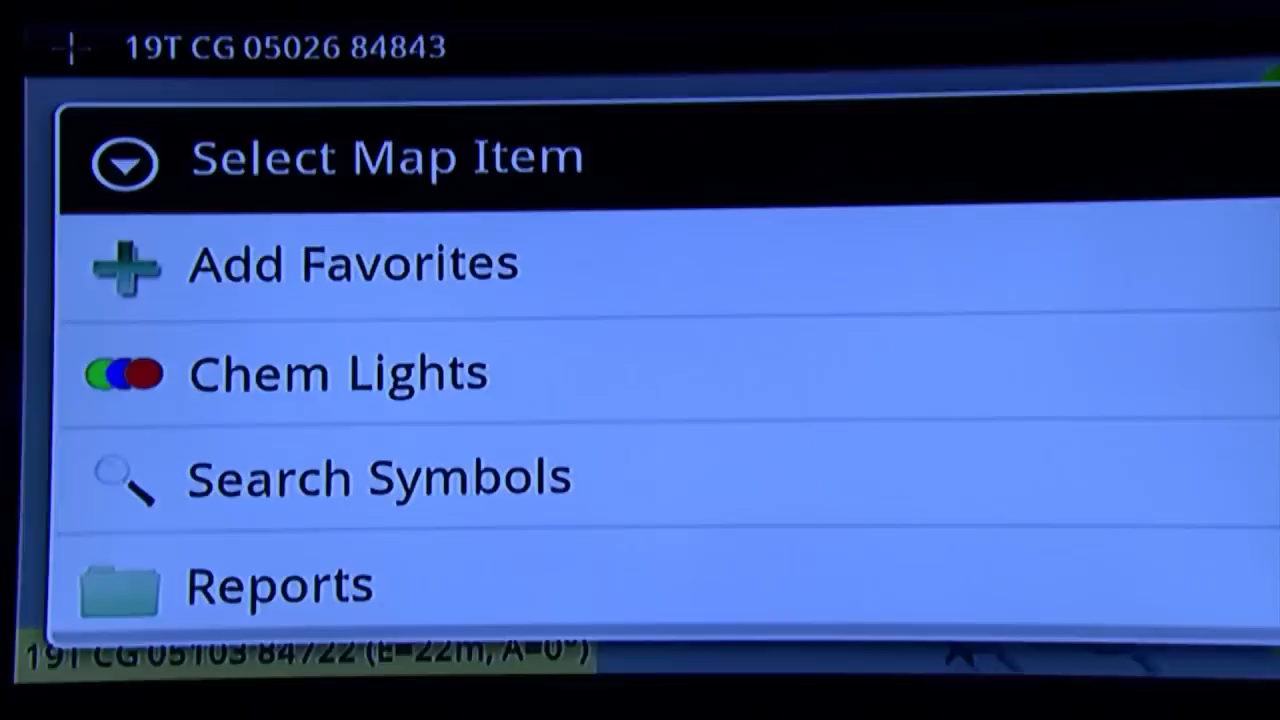 19T CG 05026 84843
Select Map Item
Add Favorites
Chem Lights
Search Symbols
Reports
19T CG 05103 84722 (E=22m, A=0°)